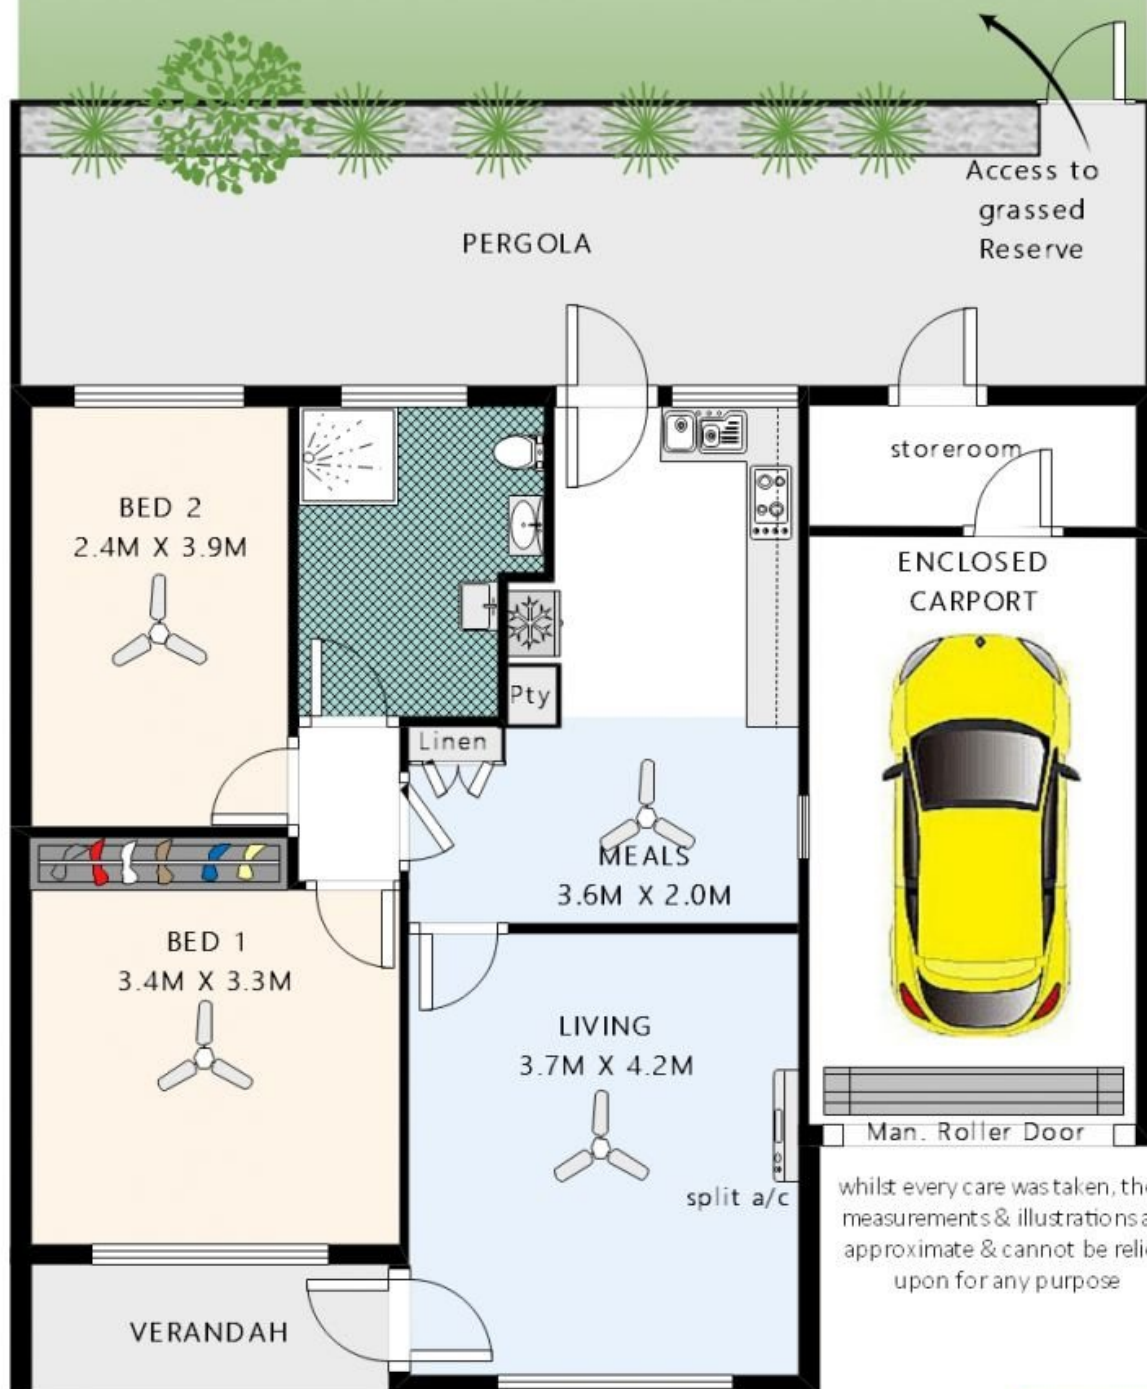 Access to
grassed
Reserve
PERGOLA
storeroom
BED 2
2.4M X 3.9M
ENCLOSED
CARPORT
Pty
Linen
MEALS
3.6M X 2.0M
BED 1
3.4M X 3.3M
LIVING
3.7M X 4.2M
Man. Roller Door
split a/c
whilst every care was taken,
measurements & illustrations
approximate & cannot be
upon for any purpose
VERANDAH